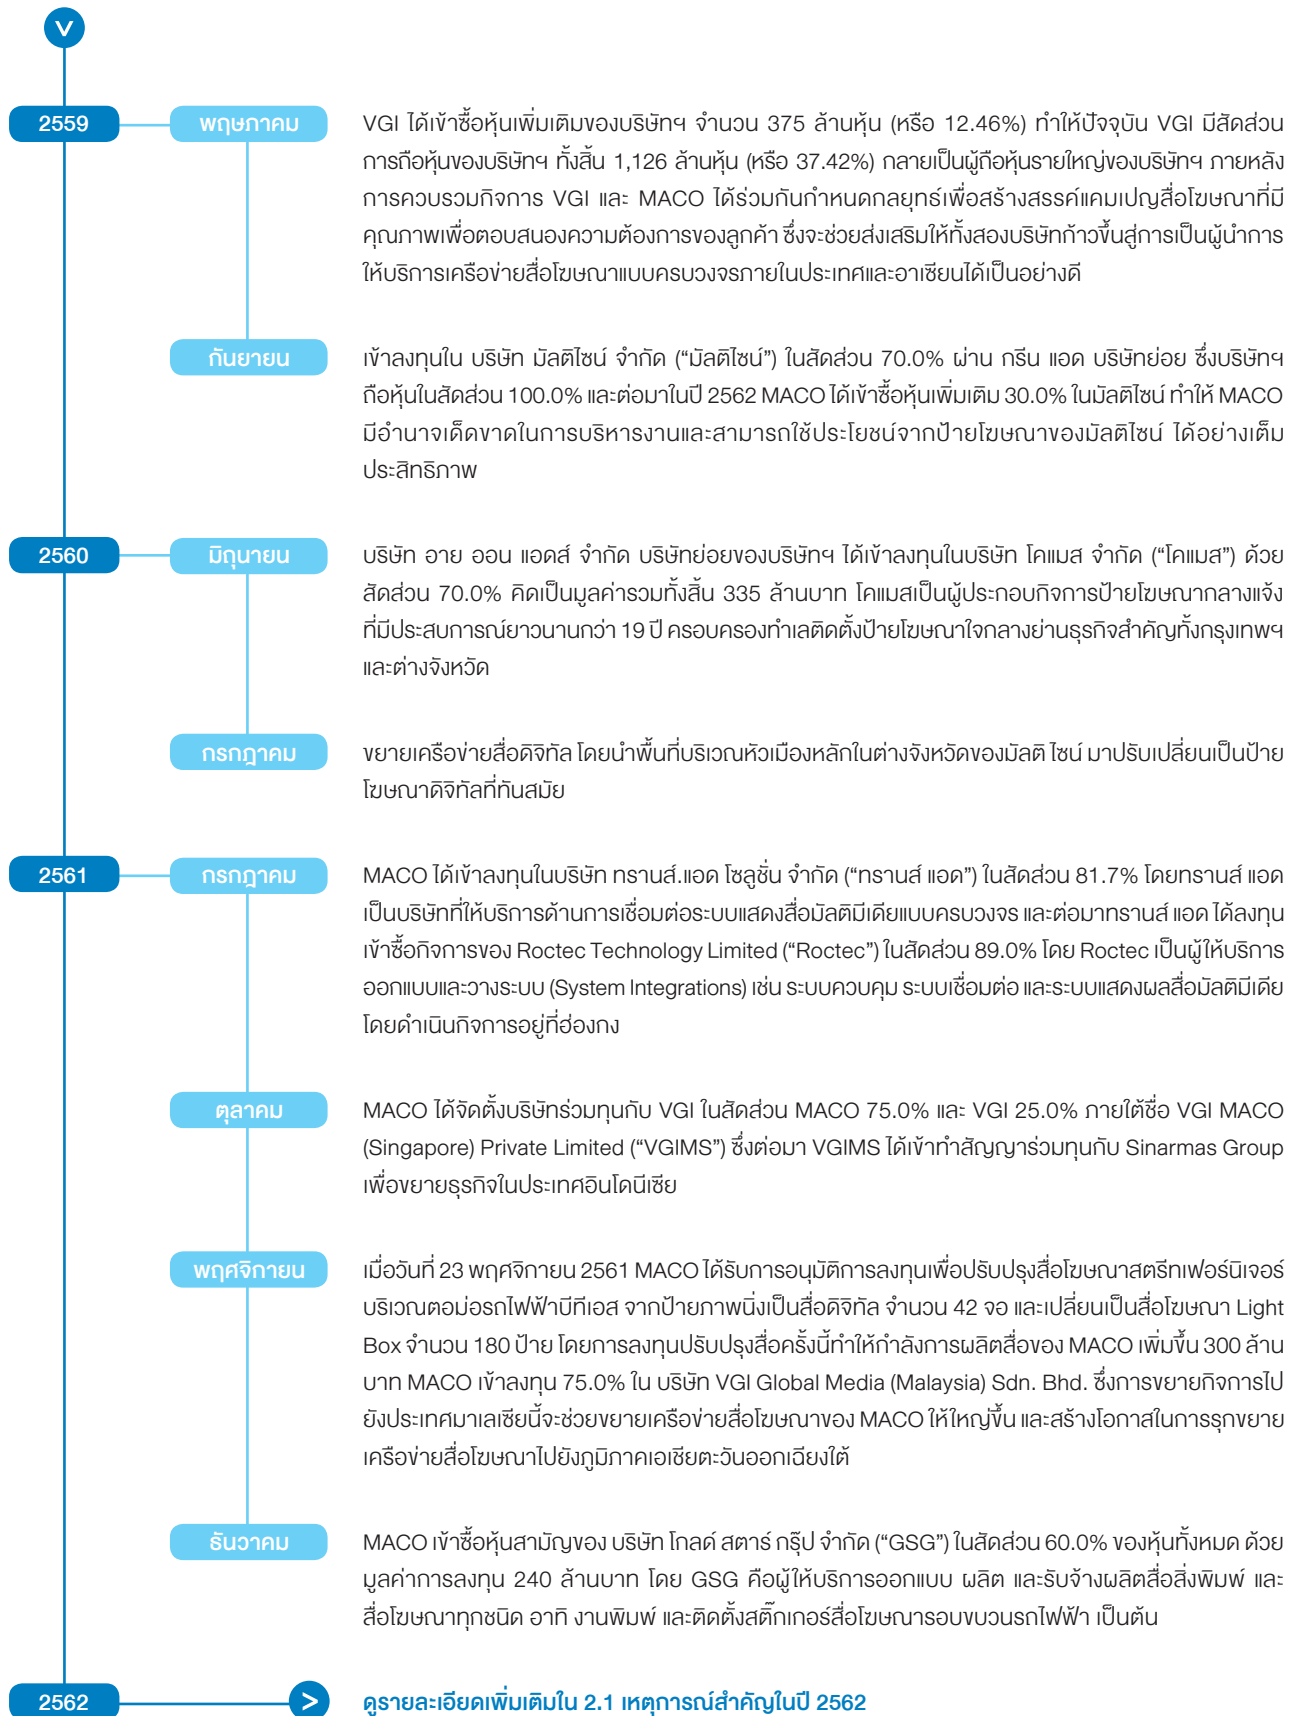 2559
พฤษภาคม
VGI ได้เข้าซื้อหุ้นเพิ่มเติมของบริษัทฯ จำนวน 375 ล้านหุ้น (หรือ 12.46%) ทำให้ปัจจุบัน VGI มีสัดส่วน
การถือหุ้นของบริษัทฯ ทั้งสิ้น 1,126 ล้านหุ้น (หรือ 37.42%) กลายเป็นผู้ถือหุ้นรายใหญ่ของบริษัทฯ ภายหลัง
การควบรวมกิจการ VGI และ MACO ได้ร่วมกันกำหนดกลยุทธ์เพื่อสร้างสรรค์แคมเปญสื่อโฆษณาที่มี
คุณภาพเพื่อตอบสนองความต้องการของลูกค้า ซึ่งจะช่วยส่งเสริมให้ทั้งสองบริษัทก้าวขึ้นสู่การเป็นผู้นำการ
ให้บริการเครือข่ายสื่อโฆษณาแบบครบวงจรภายในประเทศและอาเซียนได้เป็นอย่างดี
กันยายน
เข้าลงทุนใน บริษัท มัลติไซน์ จำกัด (“มัลติไซน์”) ในสัดส่วน 70.0% ผ่าน กรีน แอด บริษัทย่อย ซึ่งบริษัทฯ
ถือหุ้นในสัดส่วน 100.0% และต่อมาในปี 2562 MACO ได้เข้าซื้อหุ้นเพิ่มเติม 30.0% ในมัลติไซน์ ทำให้ MACO
มีอำนาจเด็ดขาดในการบริหารงานและสามารถใช้ประโยชน์จากป้ายโฆษณาของมัลติไซน์ ได้อย่างเต็ม
ประสิทธิภาพ
2560
มิถุนายน
บริษัท อาย ออน แอดส์ จำกัด บริษัทย่อยของบริษัทฯ ได้เข้าลงทุนในบริษัท โคแมส จำกัด (“โคแมส”) ด้วย
สัดส่วน 70.0% คิดเป็นมูลค่ารวมทั้งสิ้น 335 ล้านบาท โคแมสเป็นผู้ประกอบกิจการป้ายโฆษณากลางแจ้ง
ที่มีประสบการณ์ยาวนานกว่า 19 ปี ครอบครองทำเลติดตั้งป้ายโฆษณาใจกลางย่านธุรกิจสำคัญทั้งกรุงเทพฯ
และต่างจังหวัด
กรกฎาคม
ขยายเครือข่ายสื่อดิจิทัล โดยนำพื้นที่บริเวณหัวเมืองหลักในต่างจังหวัดของมัลติ ไซน์ มาปรับเปลี่ยนเป็นป้าย
โฆษณาดิจิทัลที่ทันสมัย
2561
กรกฎาคม
MACO ได้เข้าลงทุนในบริษัท ทรานส์.แอด โซลูชั่น จำกัด (“ทรานส์ แอด”) ในสัดส่วน 81.7% โดยทรานส์ แอด
เป็นบริษัทที่ให้บริการด้านการเชื่อมต่อระบบแสดงสื่อมัลติมีเดียแบบครบวงจร และต่อมาทรานส์ แอด ได้ลงทุน
เข้าซื้อกิจการของ Roctec Technology Limited (“Roctec”) ในสัดส่วน 89.0% โดย Roctec เป็นผู้ให้บริการ
ออกแบบและวางระบบ (System Integrations) เช่น ระบบควบคุม ระบบเชื่อมต่อ และระบบแสดงผลสื่อมัลติมีเดีย
โดยดำเนินกิจการอยู่ที่ฮ่องกง
ตุลาคม
MACO ได้จัดตั้งบริษัทร่วมทุนกับ VGI ในสัดส่วน MACO 75.0% และ VGI 25.0% ภายใต้ชื่อ VGI MACO
(Singapore) Private Limited (“VGIMS”) ซึ่งต่อมา VGIMS ได้เข้าทำสัญญาร่วมทุนกับ Sinarmas Group
เพื่อขยายธุรกิจในประเทศอินโดนีเซีย
พฤศจิกายน
เมื่อวันที่ 23 พฤศจิกายน 2561 MACO ได้รับการอนุมัติการลงทุนเพื่อปรับปรุงสื่อโฆษณาสตรีทเฟอร์นิเจอร์
บริเวณตอม่อรถไฟฟ้าบีทีเอส จากป้ายภาพนิ่งเป็นสื่อดิจิทัล จำนวน 42 จอ และเปลี่ยนเป็นสื่อโฆษณา Light
Box จำนวน 180 ป้าย โดยการลงทุนปรับปรุงสื่อครั้งนี้ทำให้กำลังการผลิตสื่อของ MACO เพิ่มขึ้น 300 ล้าน
บาท MACO เข้าลงทุน 75.0% ใน บริษัท VGI Global Media (Malaysia) Sdn. Bhd. ซึ่งการขยายกิจการไป
ยังประเทศมาเลเซียนี้จะช่วยขยายเครือข่ายสื่อโฆษณาของ MACO ให้ใหญ่ขึ้น และสร้างโอกาสในการรุกขยาย
เครือข่ายสื่อโฆษณาไปยังภูมิภาคเอเชียตะวันออกเฉียงใต้
ธันวาคม
MACO เข้าซื้อหุ้นสามัญของ บริษัท โกลด์ สตาร์ กรุ๊ป จำกัด (“GSG”) ในสัดส่วน 60.0% ของหุ้นทั้งหมด ด้วย
มูลค่าการลงทุน 240 ล้านบาท โดย GSG คือผู้ให้บริการออกแบบ ผลิต และรับจ้างผลิตสื่อสิ่งพิมพ์ และ
สื่อโฆษณาทุกชนิด อาทิ งานพิมพ์ และติดตั้งสติ๊กเกอร์สื่อโฆษณารอบขบวนรถไฟฟ้า เป็นต้น
2562
ดูรายละเอียดเพิ่มเติมใน 2.1 เหตุการณ์สำคัญในปี 2562